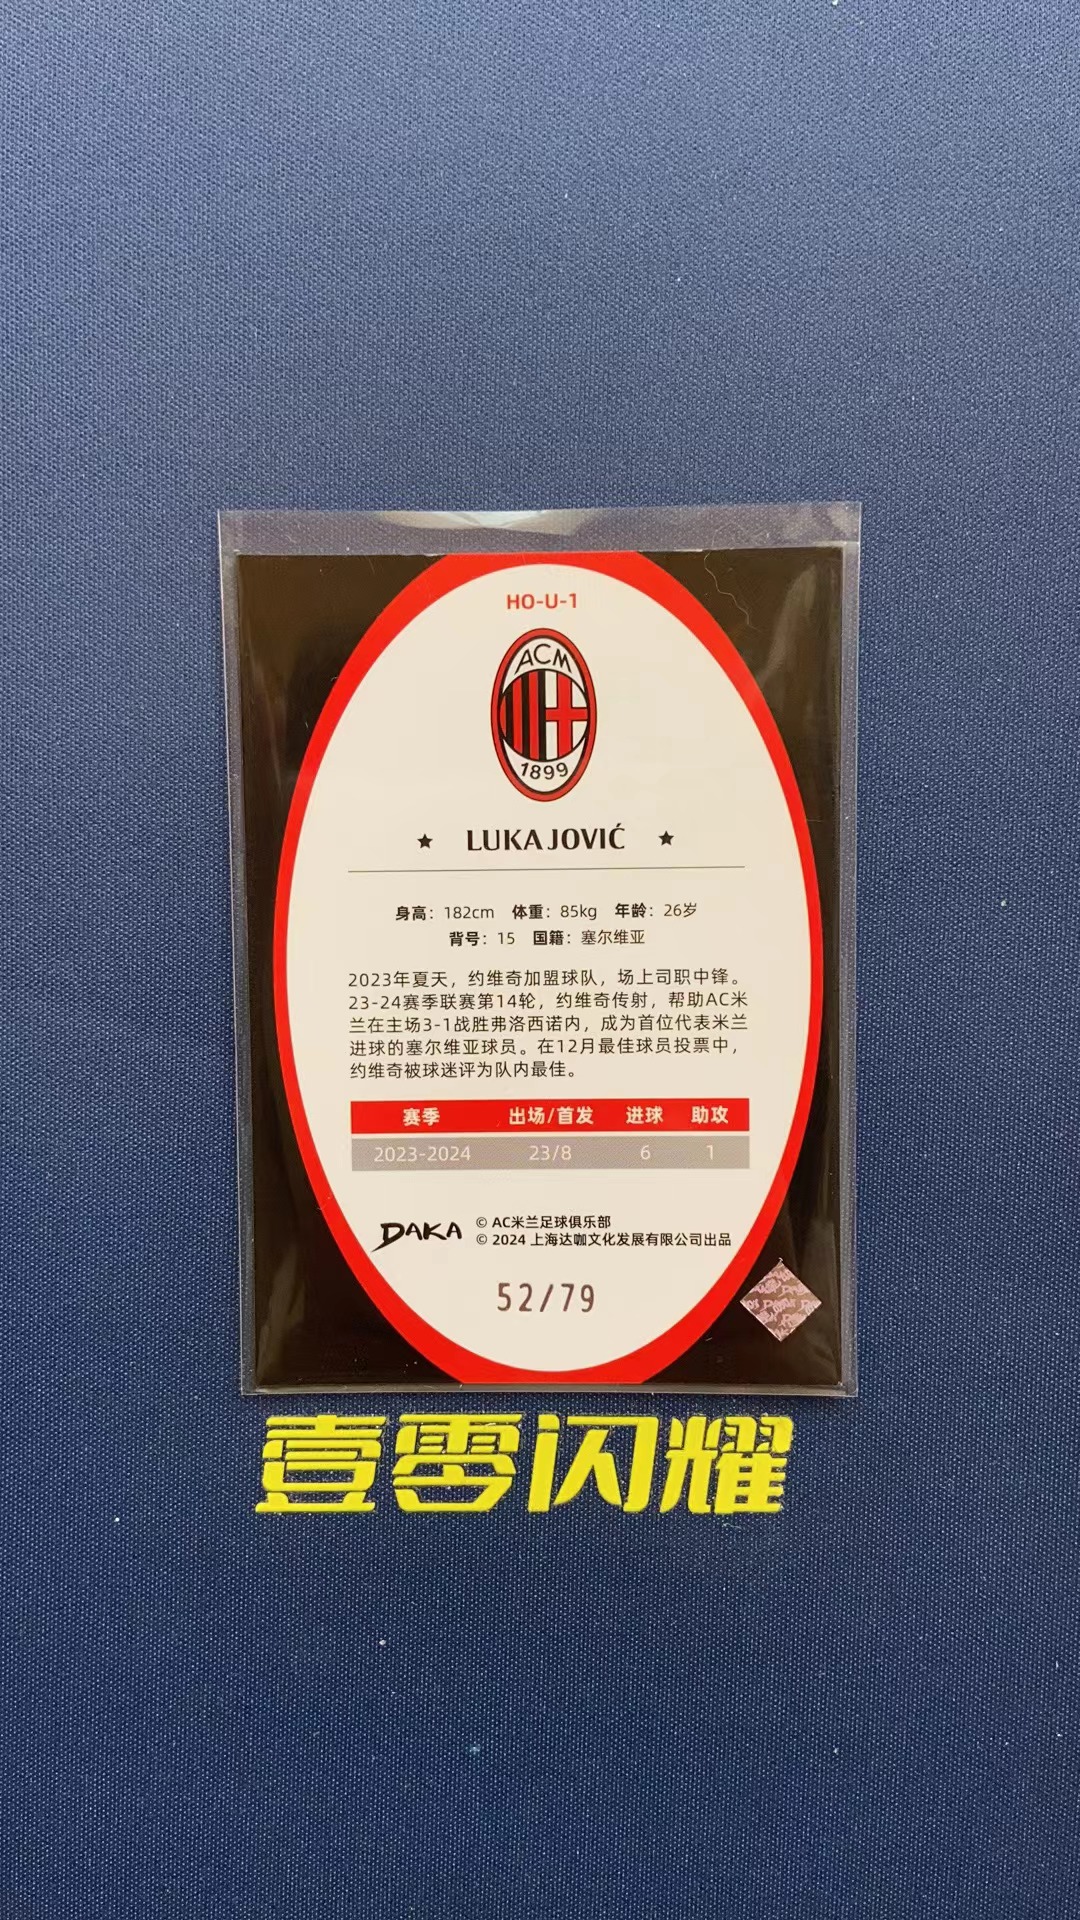 HO-U-1
ACM
1899
★ LUKA JOVIĆ ★
身高：182cm 体重：85kg 年龄：26岁
背号：15 国籍：塞尔维亚
2023年夏天，约维奇加盟球队，场上司职中锋。
23-24赛季联赛第14轮，约维奇传射，帮助AC米
兰在主场3-1战胜弗洛西诺内，成为首位代表米兰
进球的塞尔维亚球员。在12月最佳球员投票中，
约维奇被球迷评为队内最佳。
赛季 出场/首发 进球 助攻
2023-2024 23/8 6 1
DAKA
© AC米兰足球俱乐部
© 2024 上海达咖文化发展有限公司出品
52/79
壹零闪耀